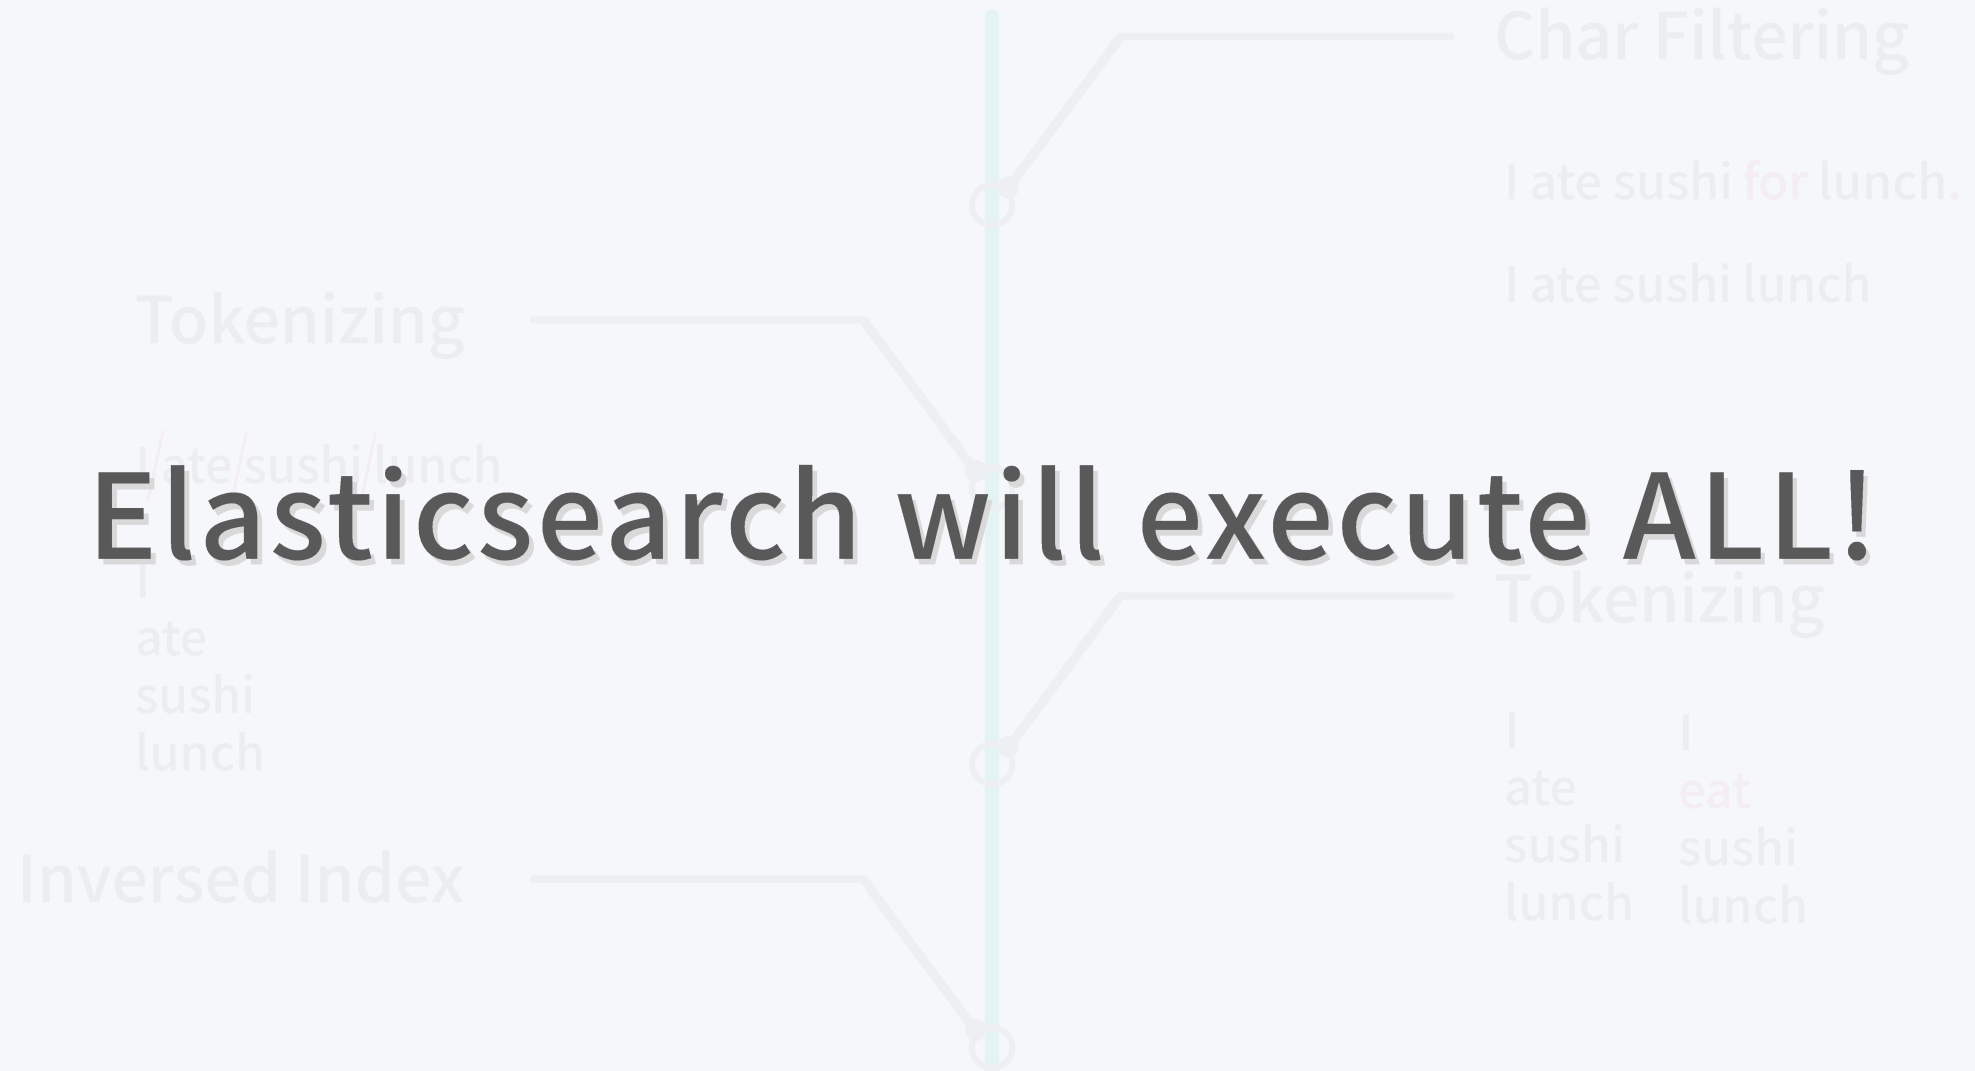 Char Filtering
I ate sushi for lunch.
I ate sushi lunch
Tokenizing
I/ate/sushi/lunch
Elasticsearch will execute ALL!
I
ate
sushi
lunch
Tokenizing
I
ate
sushi
lunch
I
eat
sushi
lunch
Inversed Index